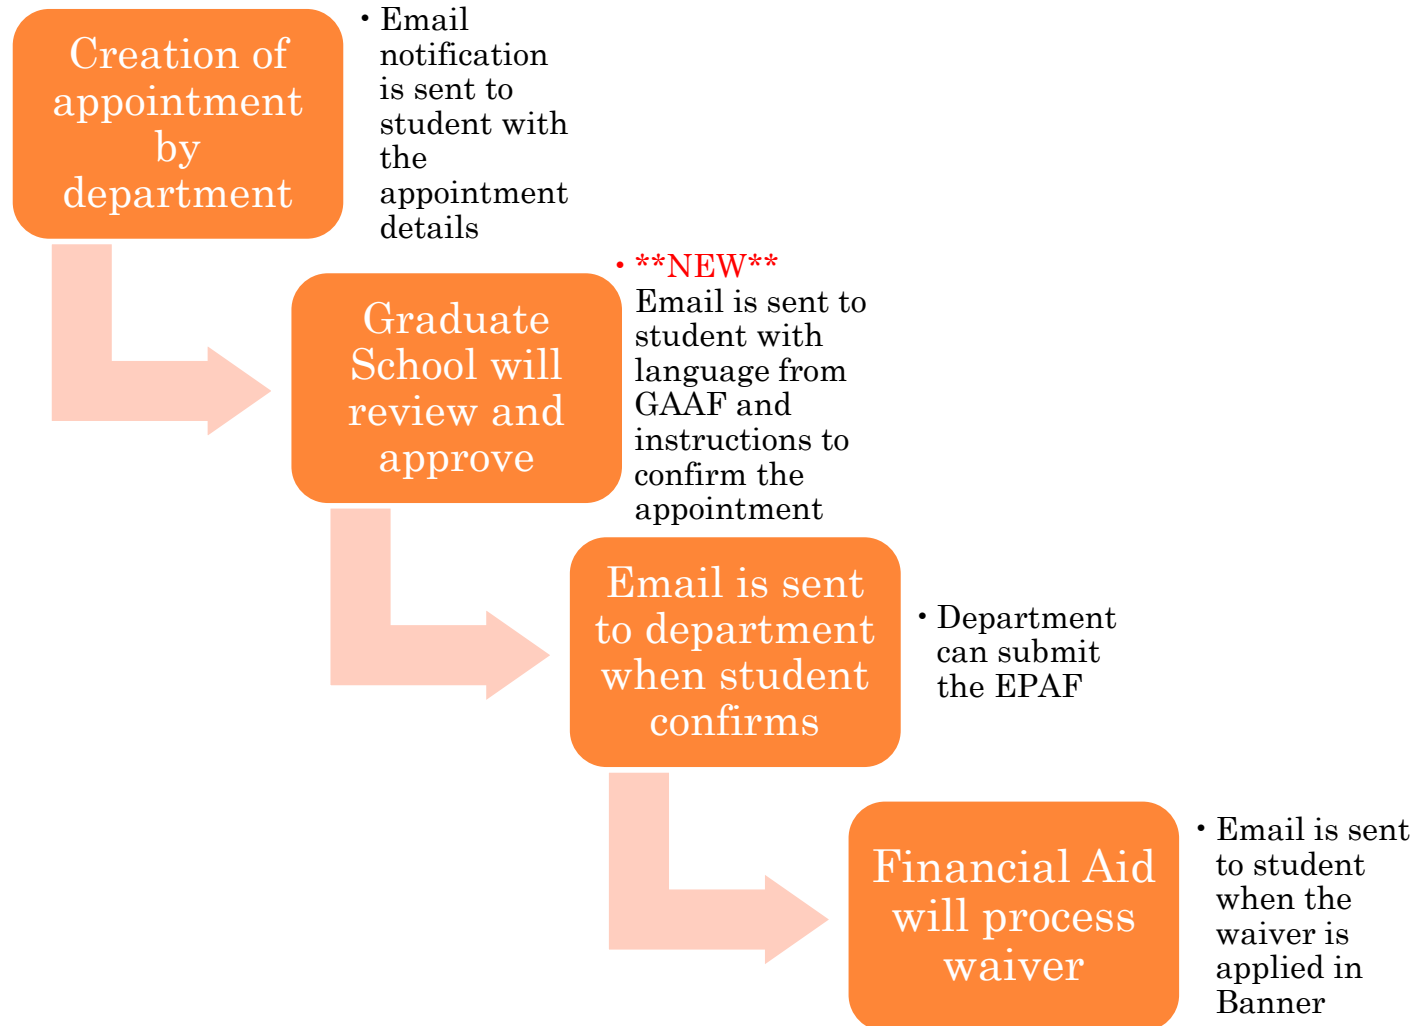 Creation of
appointment
by
department
• Email
notification
is sent to
student with
the
appointment
details
Graduate
School will
review and
approve
• **NEW**
Email is sent to
student with
language from
GAAF and
instructions to
confirm the
appointment
Email is sent
to department
when student
confirms
• Department
can submit
the EPAF
Financial Aid
will process
waiver
• Email is sent
to student
when the
waiver is
applied in
Banner